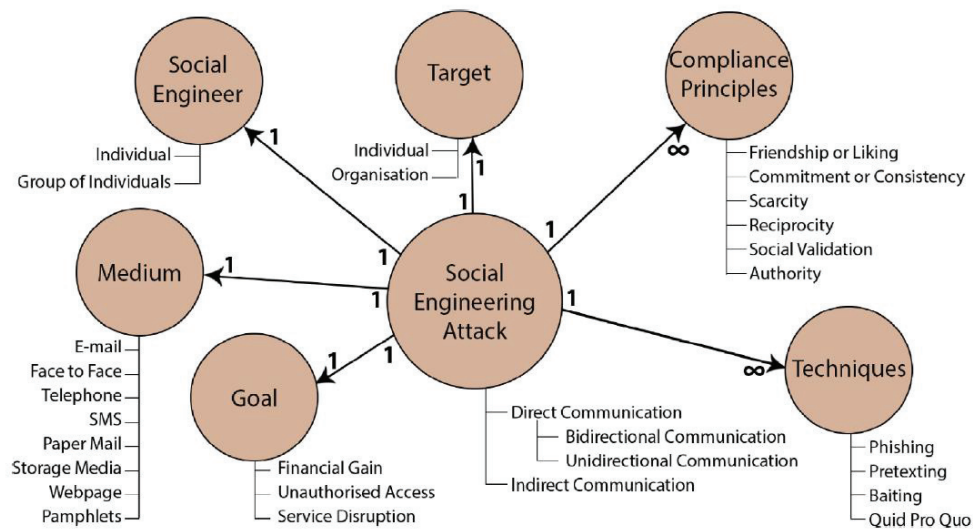 Social
Engineer
Individual
Group of Individuals
1
Target
Individual
Organisation
1
Compliance
Principles
Friendship or Liking
Commitment or Consistency
Scarcity
Reciprocity
Social Validation
Authority
∞
Medium
E-mail
Face to Face
Telephone
SMS
Paper Mail
Storage Media
Webpage
Pamphlets
1
Social
Engineering
Attack
1
1
1
1
1
1
Direct Communication
Bidirectional Communication
Unidirectional Communication
Indirect Communication
Goal
Financial Gain
Unauthorised Access
Service Disruption
1
Techniques
Phishing
Pretexting
Baiting
Quid Pro Quo
∞